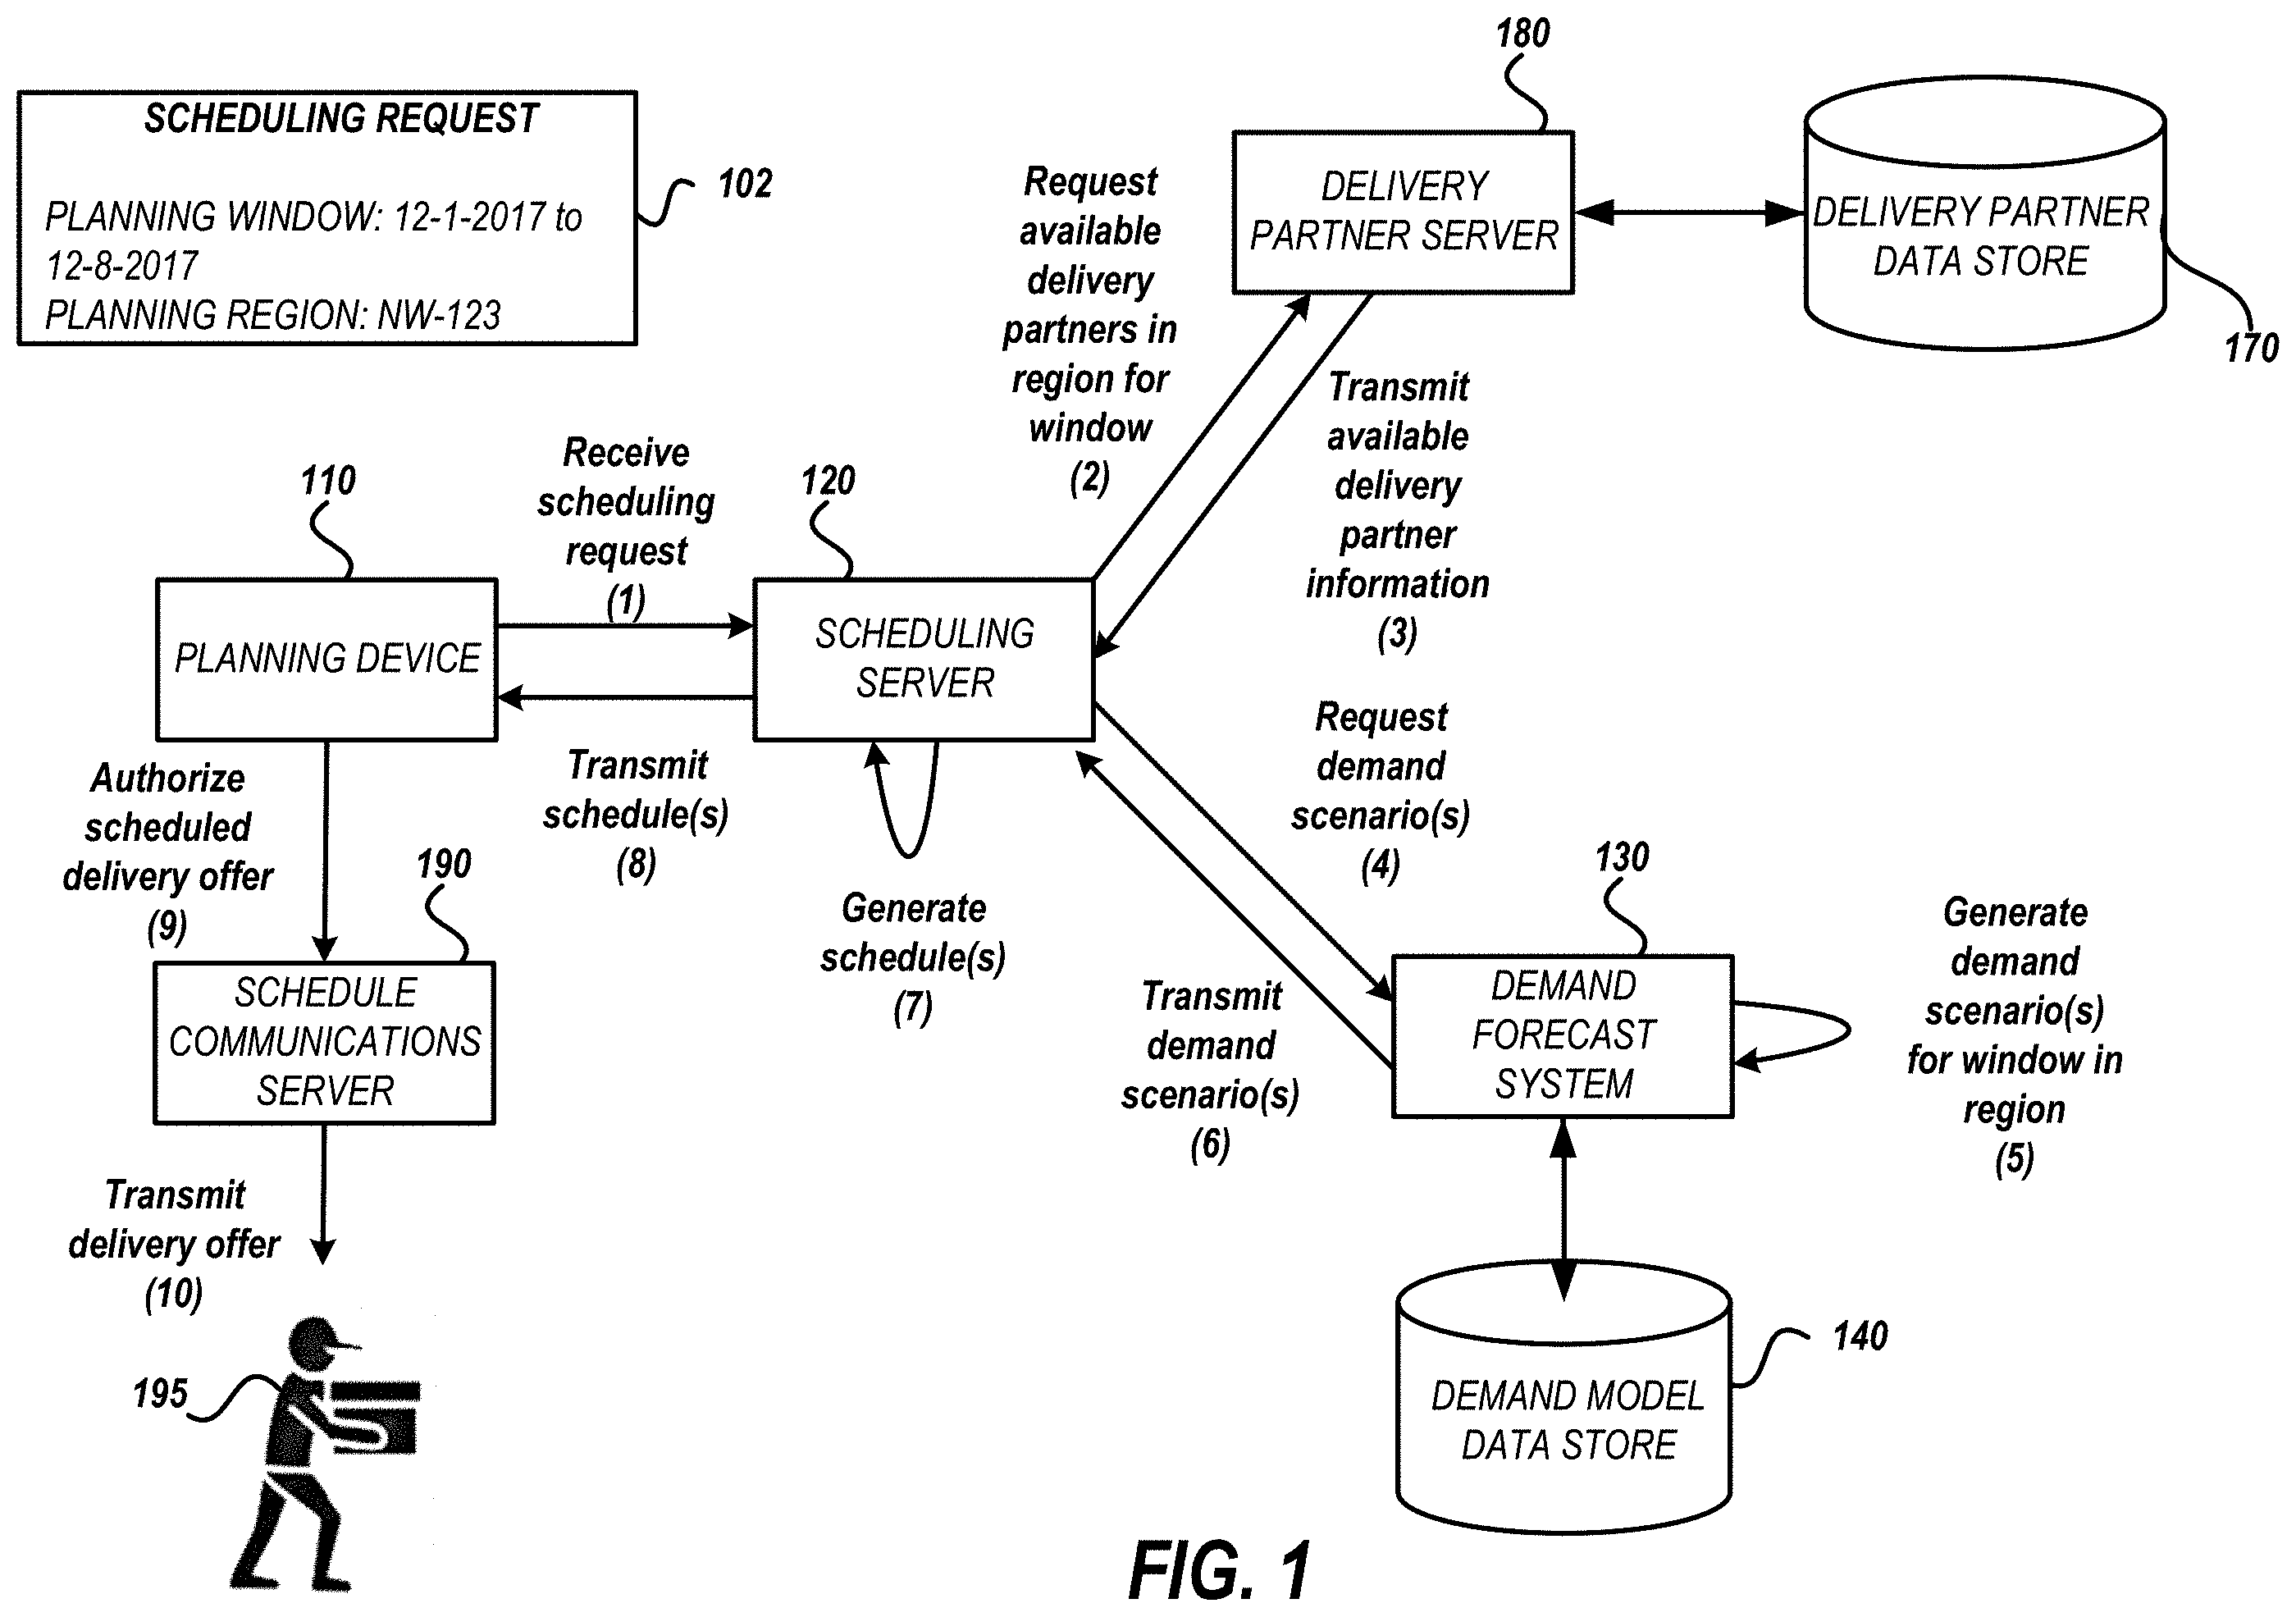 SCHEDULING REQUEST
PLANNING WINDOW: 12-1-2017 to
12-8-2017
PLANNING REGION: NW-123
102
180
DELIVERY
PARTNER SERVER
DELIVERY PARTNER
DATA STORE
170
Request
available
delivery
partners in
region for
window
(2)
Transmit
available
delivery
partner
information
(3)
110
PLANNING DEVICE
Receive
scheduling
request
(1)
120
SCHEDULING
SERVER
Transmit
schedule(s)
(8)
Generate
schedule(s)
(7)
Request
demand
scenario(s)
(4)
Authorize
scheduled
delivery offer
(9)
190
SCHEDULE
COMMUNICATIONS
SERVER
130
DEMAND
FORECAST
SYSTEM
Generate
demand
scenario(s)
for window in
region
(5)
Transmit
demand
scenario(s)
(6)
Transmit
delivery offer
(10)
195
140
DEMAND MODEL
DATA STORE
FIG. 1